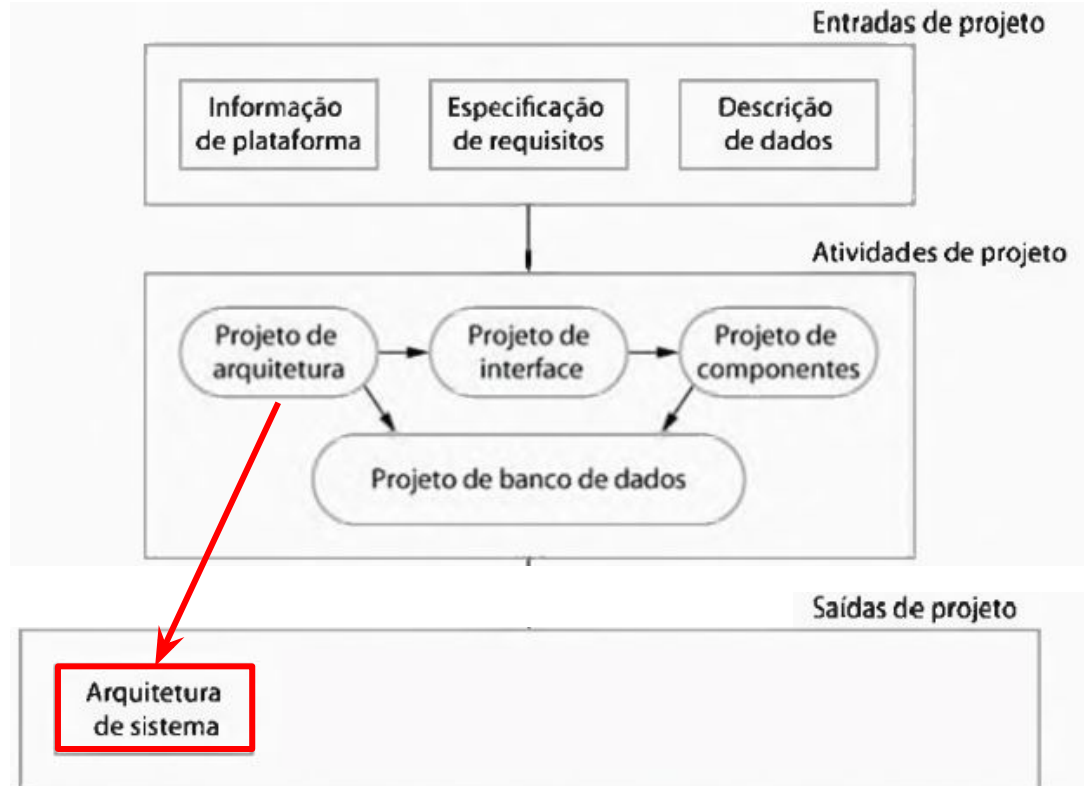 Entradas de projeto
Informação
de plataforma
Especificação
de requisitos
Descrição
de dados
Atividades de projeto
Projeto de
arquitetura
Projeto de
interface
Projeto de
componentes
Projeto de banco de dados
Saídas de projeto
Arquitetura
de sistema